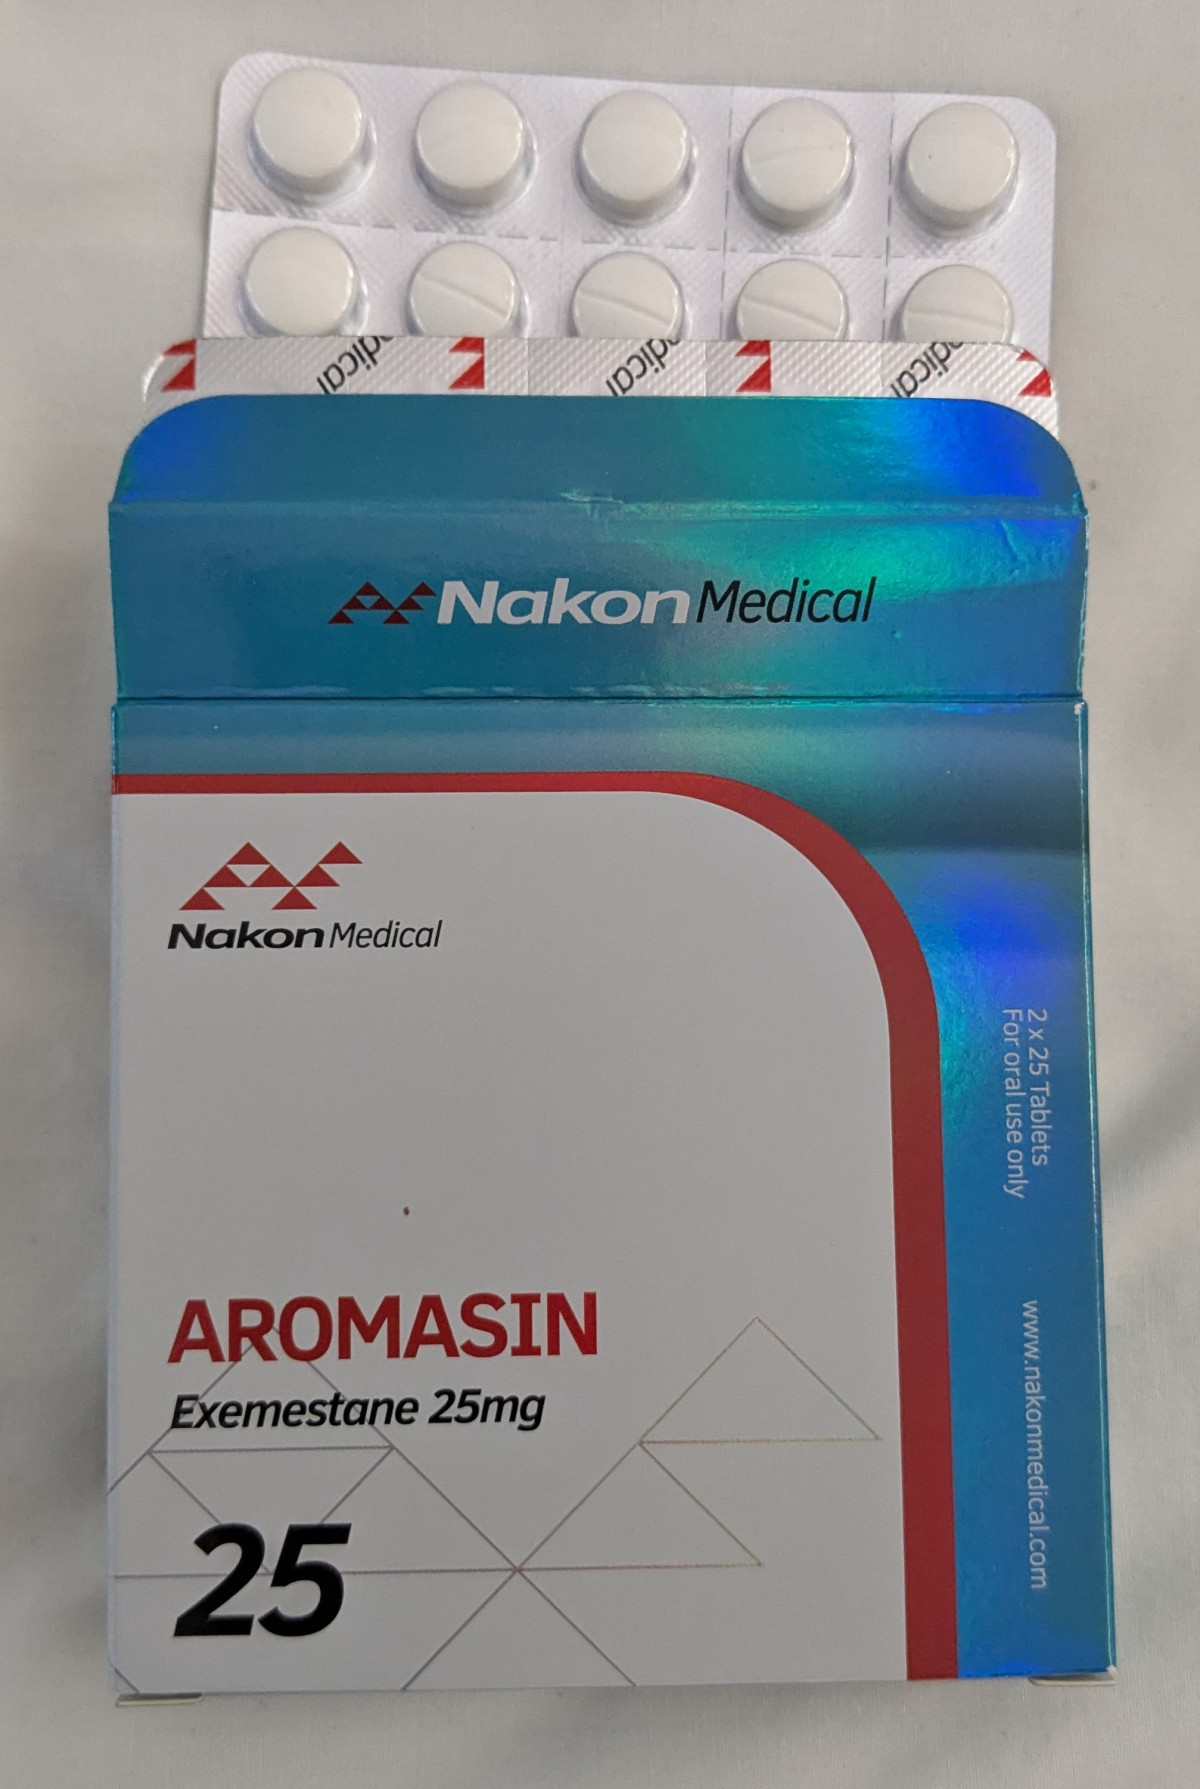 Nakon Medical
Nakon Medical
AROMASIN
Exemestane 25mg
25
2 x 25 Tablets
For oral use only
www.nakonmedical.com